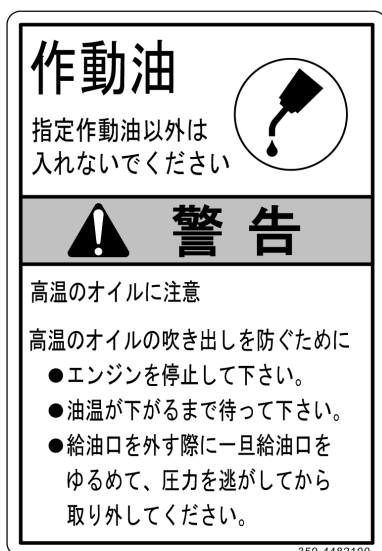 作動油
指定作動油以外は
入れないでください
警告
高温のオイルに注意
高温のオイルの吹き出しを防ぐために
●エンジンを停止して下さい。
●油温が下がるまで待って下さい。
●給油口を外す際に一旦給油口を
ゆるめて、圧力を逃がしてから
取り外してください。